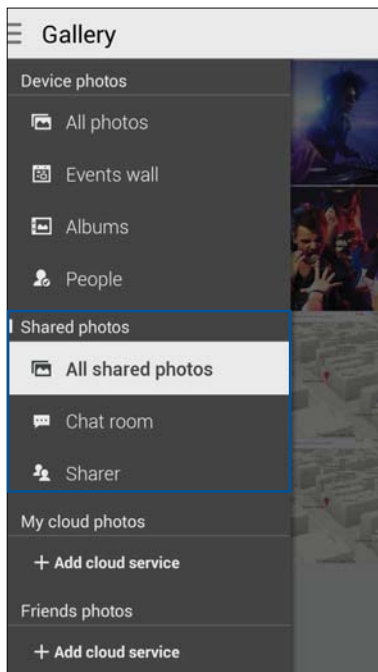 Gallery
Device photos
All photos
Events wall
Albums
People
Shared photos
All shared photos
Chat room
Sharer
My cloud photos
+ Add cloud service
Friends photos
+ Add cloud service